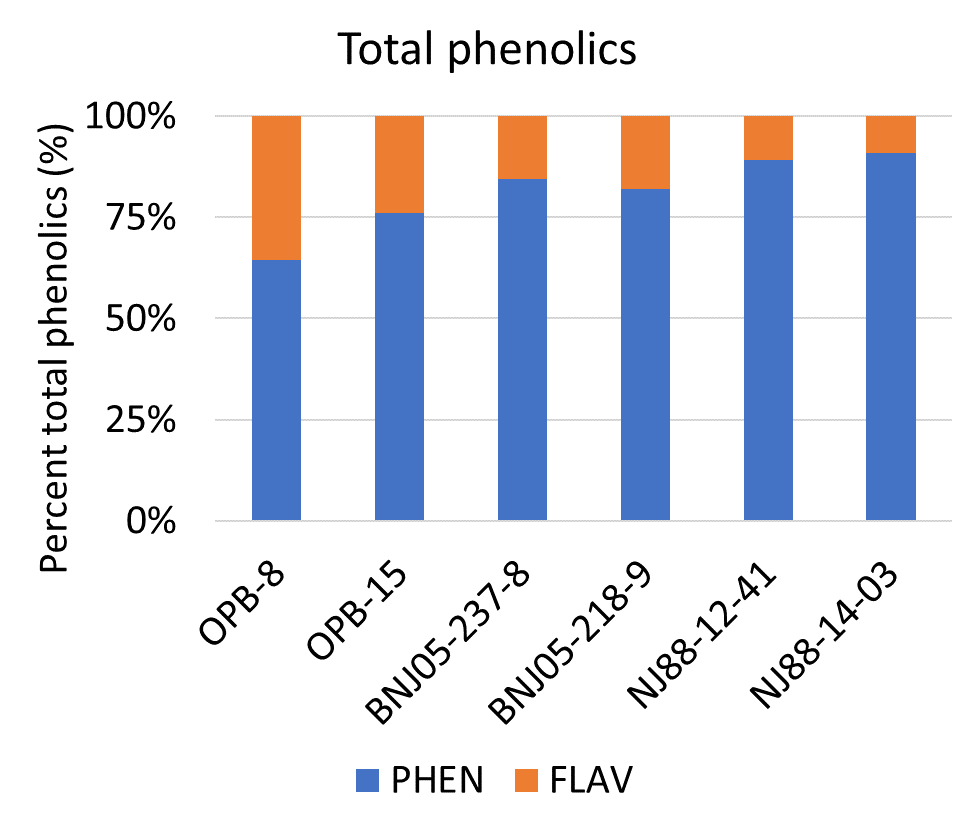 Total phenolics
Percent total phenolics (%)
100%
75%
50%
25%
0%
OPB-8
OPB-15
BNJ05-237-8
BNJ05-218-9
NJ88-12-41
NJ88-14-03
PHEN
FLAV